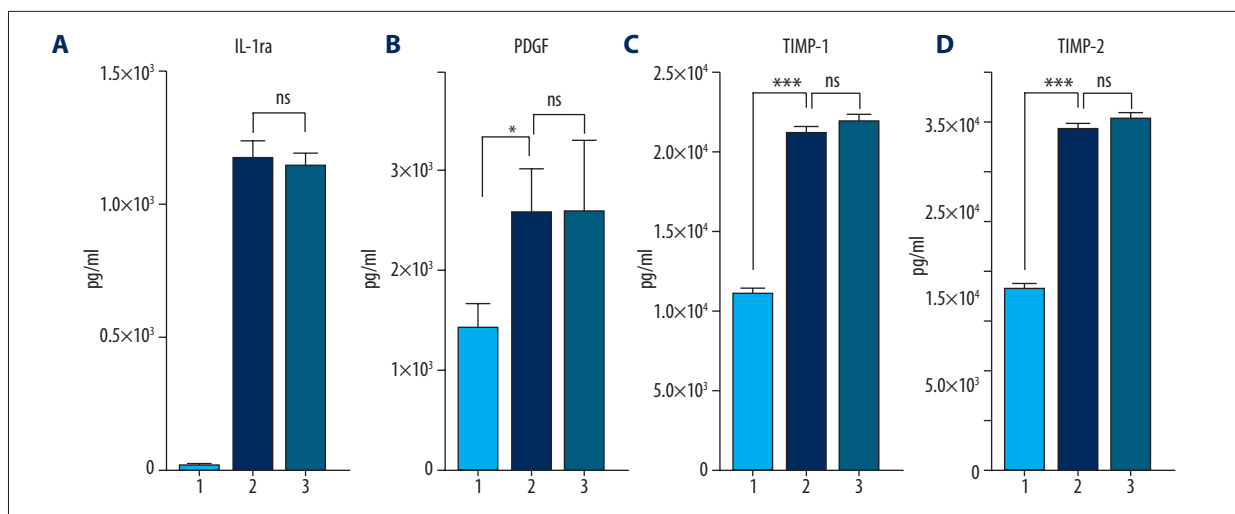 A
IL-1ra
1.5×10³
1.0×10³
0.5×10³
0
pg/ml
ns
1 2 3
B
PDGF
3×10³
2×10³
1×10³
0
pg/ml
*
ns
1 2 3
C
TIMP-1
2.5×10⁴
2.0×10⁴
1.5×10⁴
1.0×10⁴
5.0×10³
0
pg/ml
***
ns
1 2 3
D
TIMP-2
3.5×10⁴
2.5×10⁴
1.5×10⁴
5.0×10³
0
pg/ml
***
ns
1 2 3